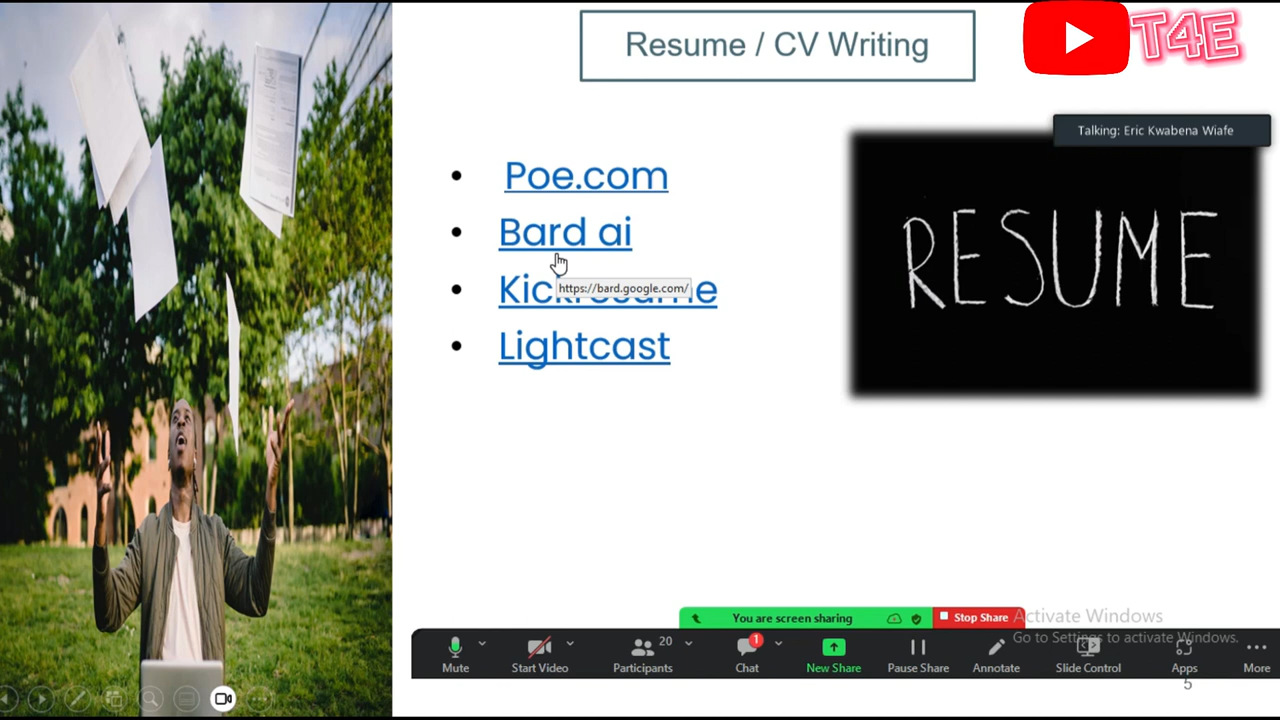 Resume / CV Writing
T4E
Talking: Eric Kwabena Wiafe
• Poe.com
• Bard ai
https://bard.google.com/
• Kickresume
• Lightcast
RESUME
You are screen sharing
Stop Share
Activate Windows
Go to Settings to activate Windows.
Mute
Start Video
20
Participants
1
Chat
New Share
Pause Share
Annotate
Slide Control
Apps
More
5